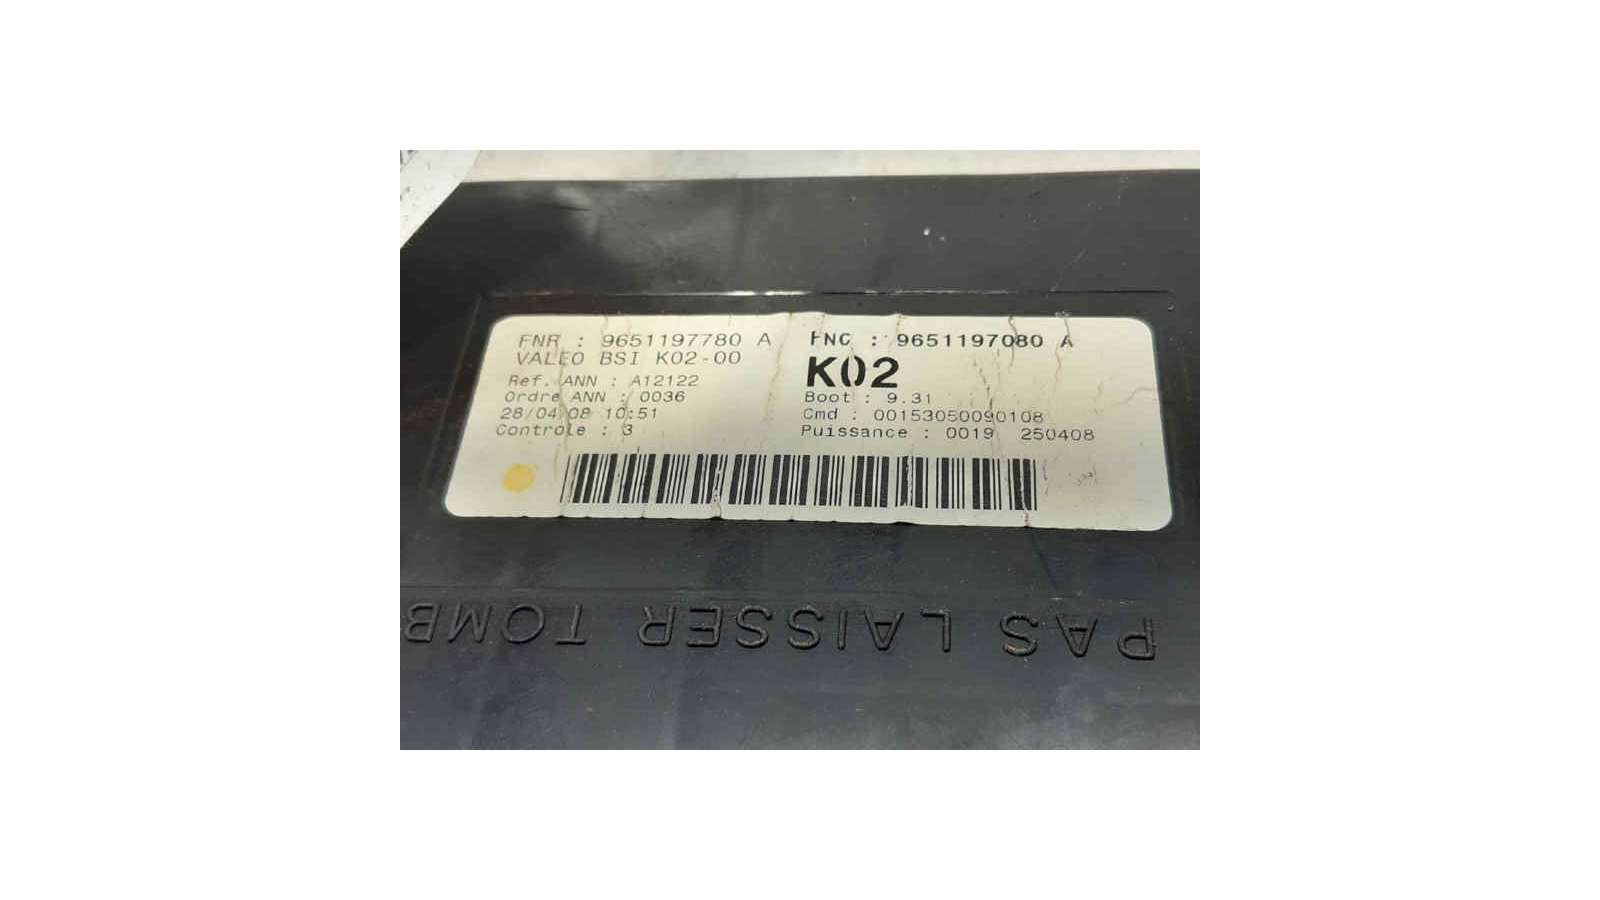 FNR : 9651197780 A
VALEO BSI K02-00
Ref. ANN : A12122
Ordre ANN : 0036
28/04/08 10:51
Controle : 3
FNC : 9651197080 A
K02
Boot : 9.31
Cmd : 00153050090108
Puissance : 0019 250408
PAS LAISSER TOMB